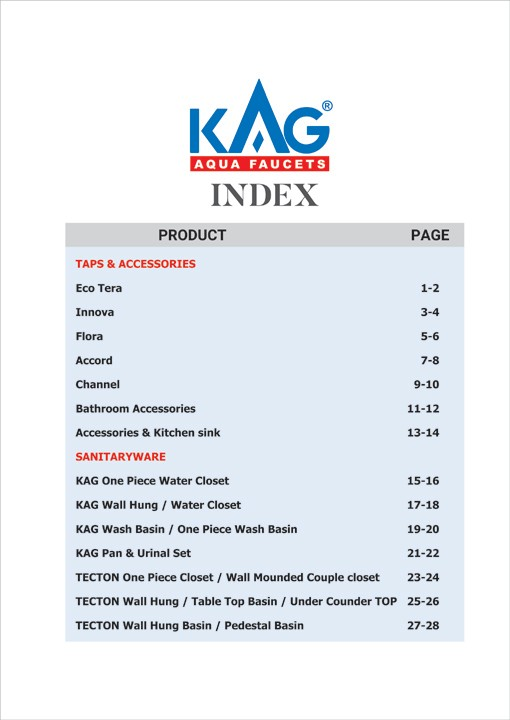 KAG®
AQUA FAUCETS
INDEX
PRODUCT PAGE
TAPS & ACCESSORIES
Eco Tera 1-2
Innova 3-4
Flora 5-6
Accord 7-8
Channel 9-10
Bathroom Accessories 11-12
Accessories & Kitchen sink 13-14
SANITARYWARE
KAG One Piece Water Closet 15-16
KAG Wall Hung / Water Closet 17-18
KAG Wash Basin / One Piece Wash Basin 19-20
KAG Pan & Urinal Set 21-22
TECTON One Piece Closet / Wall Mounded Couple closet 23-24
TECTON Wall Hung / Table Top Basin / Under Counder TOP 25-26
TECTON Wall Hung Basin / Pedestal Basin 27-28